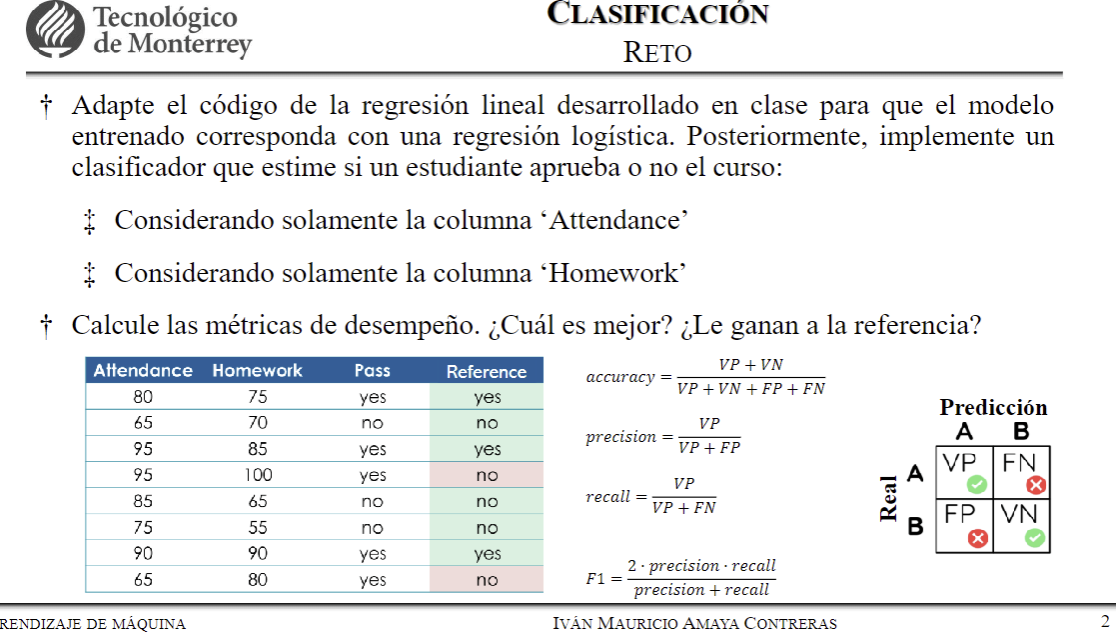 Tecnológico
de Monterrey
CLASIFICACIÓN
RETO
† Adapte el código de la regresión lineal desarrollado en clase para que el modelo
entrenado corresponda con una regresión logística. Posteriormente, implemente un
clasificador que estime si un estudiante aprueba o no el curso:
‡ Considerando solamente la columna ‘Attendance’
‡ Considerando solamente la columna ‘Homework’
† Calcule las métricas de desempeño. ¿Cuál es mejor? ¿Le ganan a la referencia?
Attendance Homework Pass Reference
80 75 yes yes
65 70 no no
95 85 yes yes
95 100 yes no
85 65 no no
75 55 no no
90 90 yes yes
65 80 yes no
accuracy = (VP + VN) / (VP + VN + FP + FN)
precision = VP / (VP + FP)
recall = VP / (VP + FN)
F1 = (2 · precision · recall) / (precision + recall)
Predicción
A B
Real
A VP FN
B FP VN
RENDIZAJE DE MÁQUINA
IVÁN MAURICIO AMAYA CONTRERAS
2